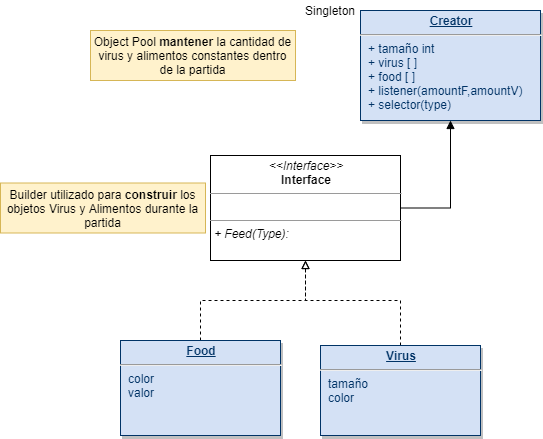 Singleton
Creator
+ tamaño int
+ virus [ ]
+ food [ ]
+ listener(amountF,amountV)
+ selector(type)
Object Pool mantener la cantidad de
virus y alimentos constantes dentro
de la partida
<<Interface>>
Interface
+ Feed(Type):
Builder utilizado para construir los
objetos Virus y Alimentos durante la
partida
Food
color
valor
Virus
tamaño
color